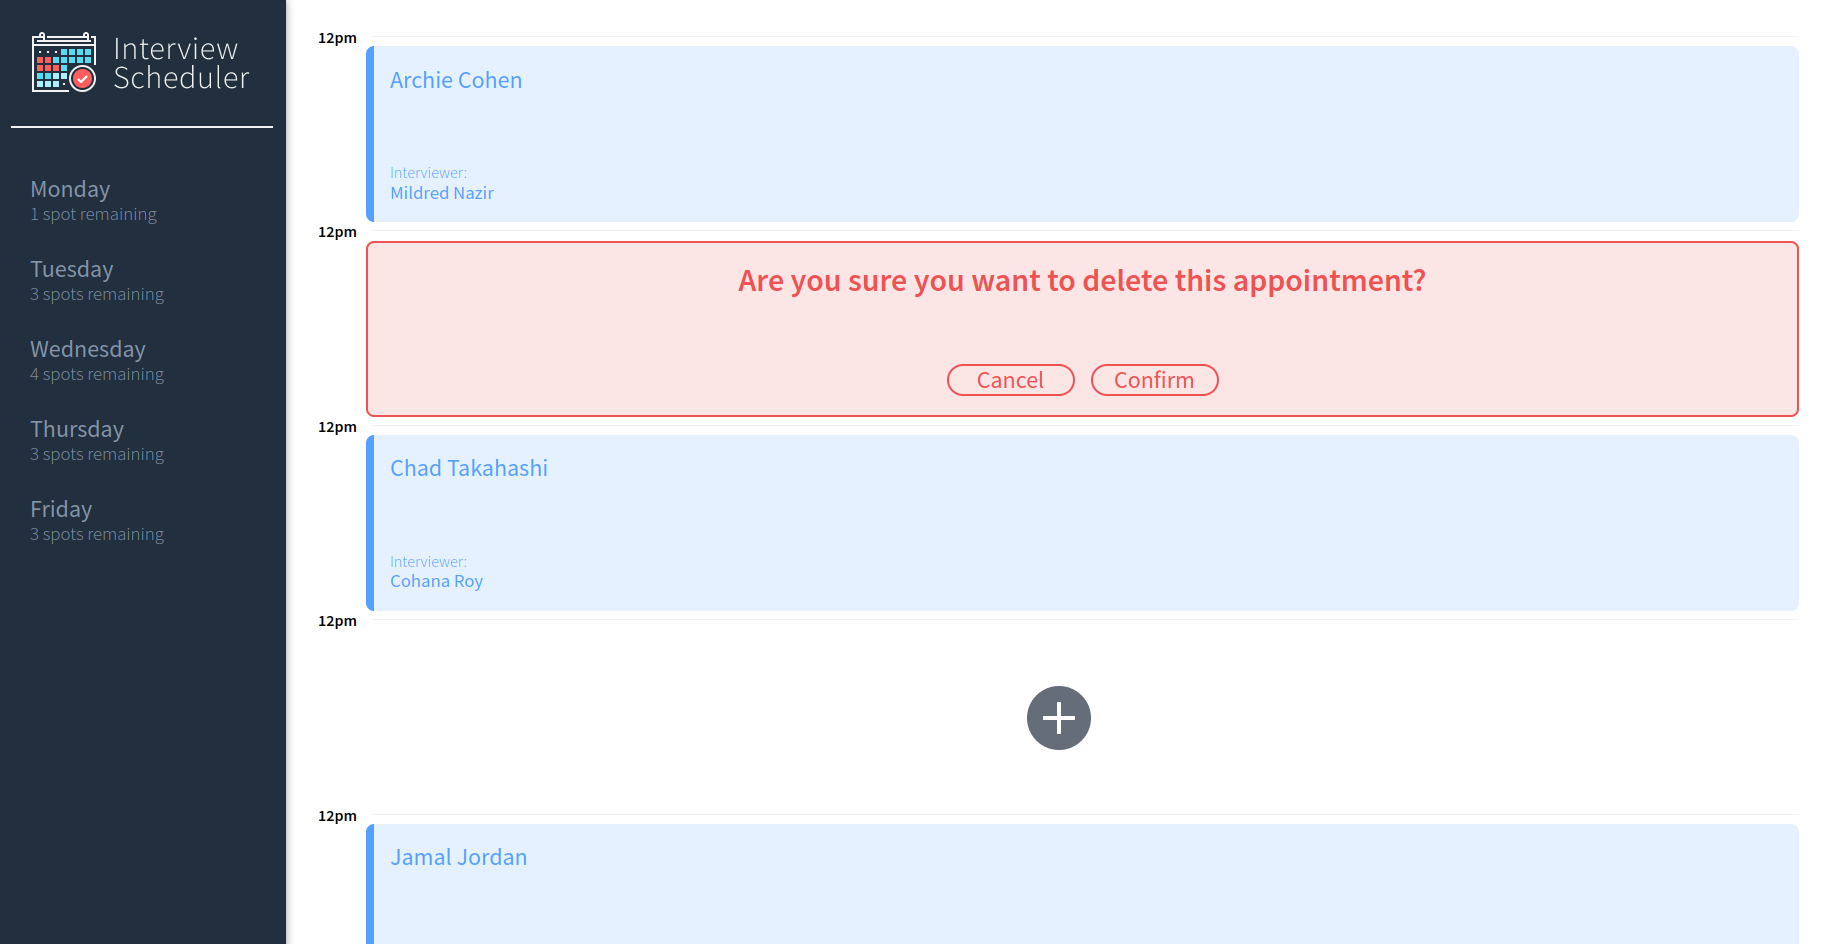 Interview
Scheduler
Monday
1 spot remaining
Tuesday
3 spots remaining
Wednesday
4 spots remaining
Thursday
3 spots remaining
Friday
3 spots remaining
12pm
Archie Cohen
Interviewer:
Mildred Nazir
12pm
Are you sure you want to delete this appointment?
Cancel Confirm
12pm
Chad Takahashi
Interviewer:
Cohana Roy
12pm
12pm
Jamal Jordan